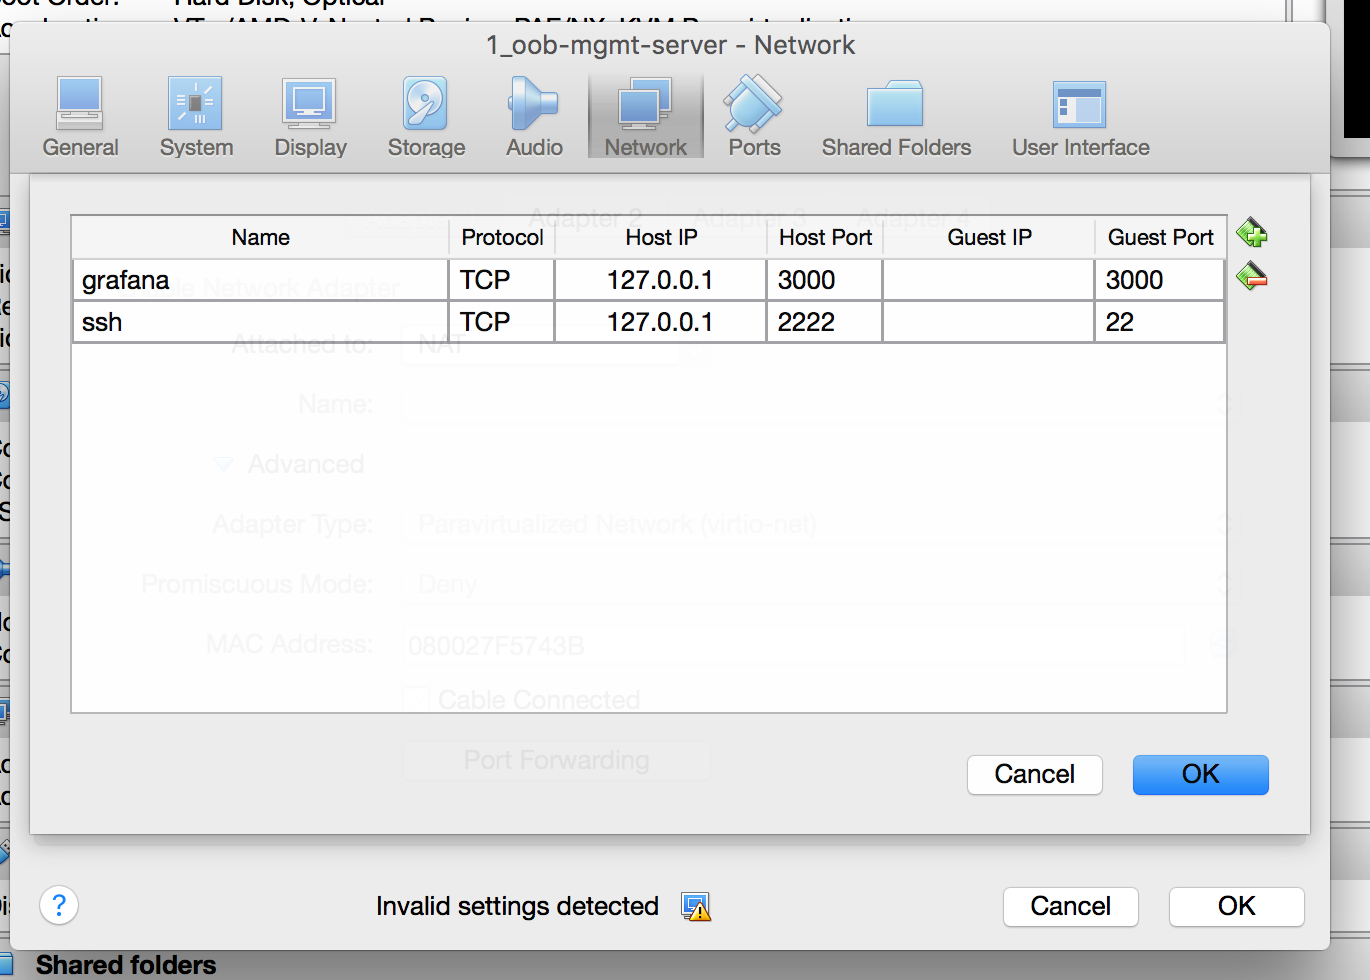 1_oob-mgmt-server - Network
General System Display Storage Audio Network Ports Shared Folders User Interface
Adapter 2 Adapter 3 Adapter 4
Name Protocol Host IP Host Port Guest IP Guest Port
grafana TCP 127.0.0.1 3000 3000
Network Adapter
ssh TCP 127.0.0.1 2222 22
Attached to: NAT
Name:
Advanced
Adapter Type: Paravirtualized Network (virtio-net)
Promiscuous Mode: Deny
MAC Address: 080027F5743B
Cable Connected
Port Forwarding
Cancel OK
? Invalid settings detected Cancel OK
Shared folders